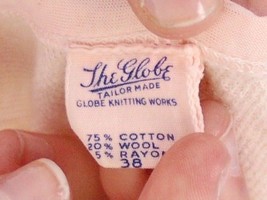 The Globe
TAILOR MADE
GLOBE KNITTING WORKS
75% COTTON
20% WOOL
5% RAYON
38